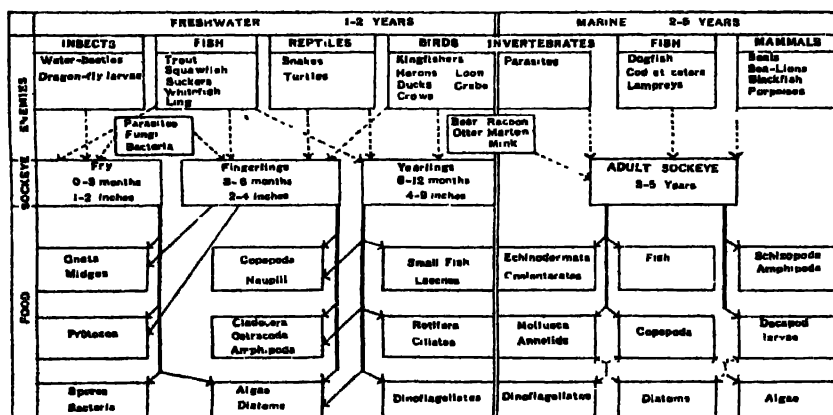 FRESHWATER 1-2 YEARS MARINE 2-5 YEARS
ENEMIES
INSECTS
Water-Beetles
Dragon-fly larvae
FISH
Trout
Squawfish
Suckers
Whitefish
Ling
REPTILES
Snakes
Turtles
BIRDS
Kingfishers
Herons Loon
Ducks Grebe
Crows
INVERTEBRATES
Parasites
FISH
Dogfish
Cod et cetera
Lampreys
MAMMALS
Seals
Sea-Lions
Blackfish
Porpoises
Parasites
Fungi
Bacteria
Bear Racoon
Otter Marten
Mink
SOCKEYE
Fry
0-3 months
1-2 inches
Fingerlings
3-6 months
2-4 inches
Yearlings
6-12 months
4-9 inches
ADULT SOCKEYE
2-5 Years
FOOD
Gnats
Midges
Copepoda
Naupili
Small Fish
Leeches
Echinodermata
Coelenterates
Fish
Schizopoda
Amphipoda
Protozoa
Cladocera
Ostracoda
Amphipoda
Rotifera
Ciliates
Mollusca
Annelids
Copepoda
Decapod
larvae
Spores
Bacteria
Algae
Diatoms
Dinoflagellates
Dinoflagellates
Diatoms
Algae